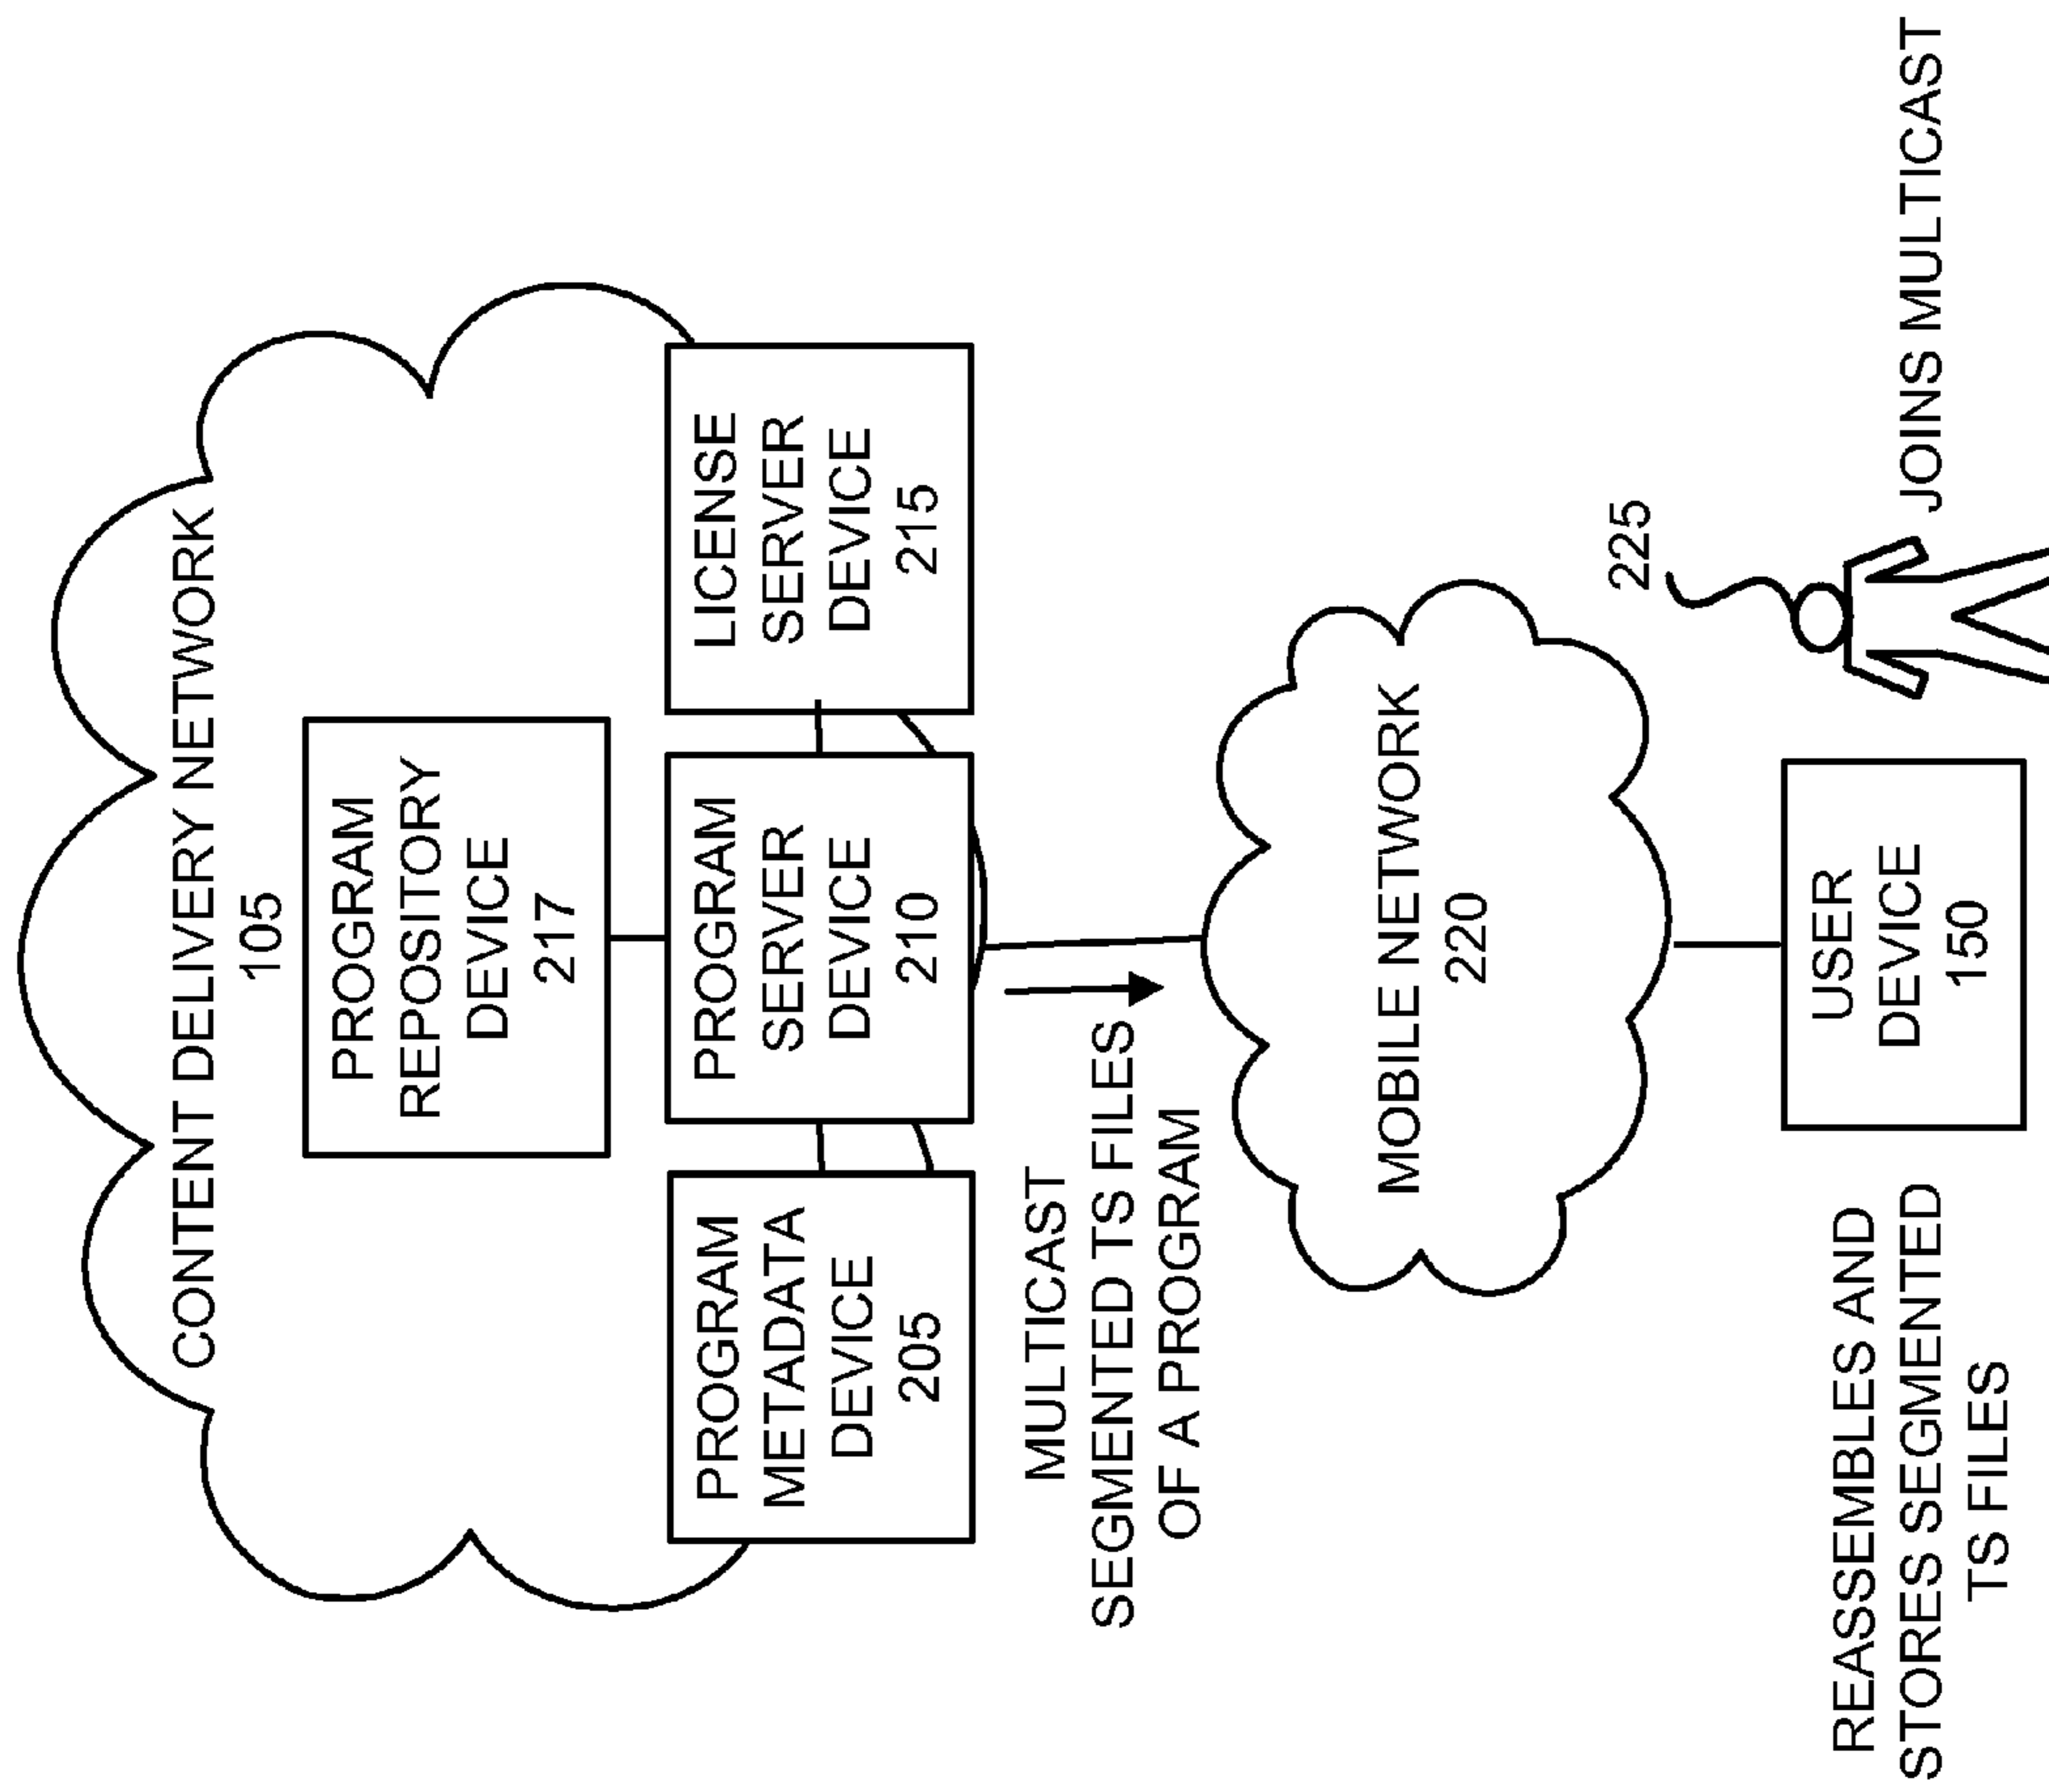 CONTENT DELIVERY NETWORK
105
PROGRAM
REPOSITORY
DEVICE
217
PROGRAM
METADATA
DEVICE
205
PROGRAM
SERVER
DEVICE
210
LICENSE
SERVER
DEVICE
215
MULTICAST
SEGMENTED TS FILES
OF A PROGRAM
MOBILE NETWORK
220
225
JOINS MULTICAST
USER
DEVICE
150
REASSEMBLES AND
STORES SEGMENTED
TS FILES